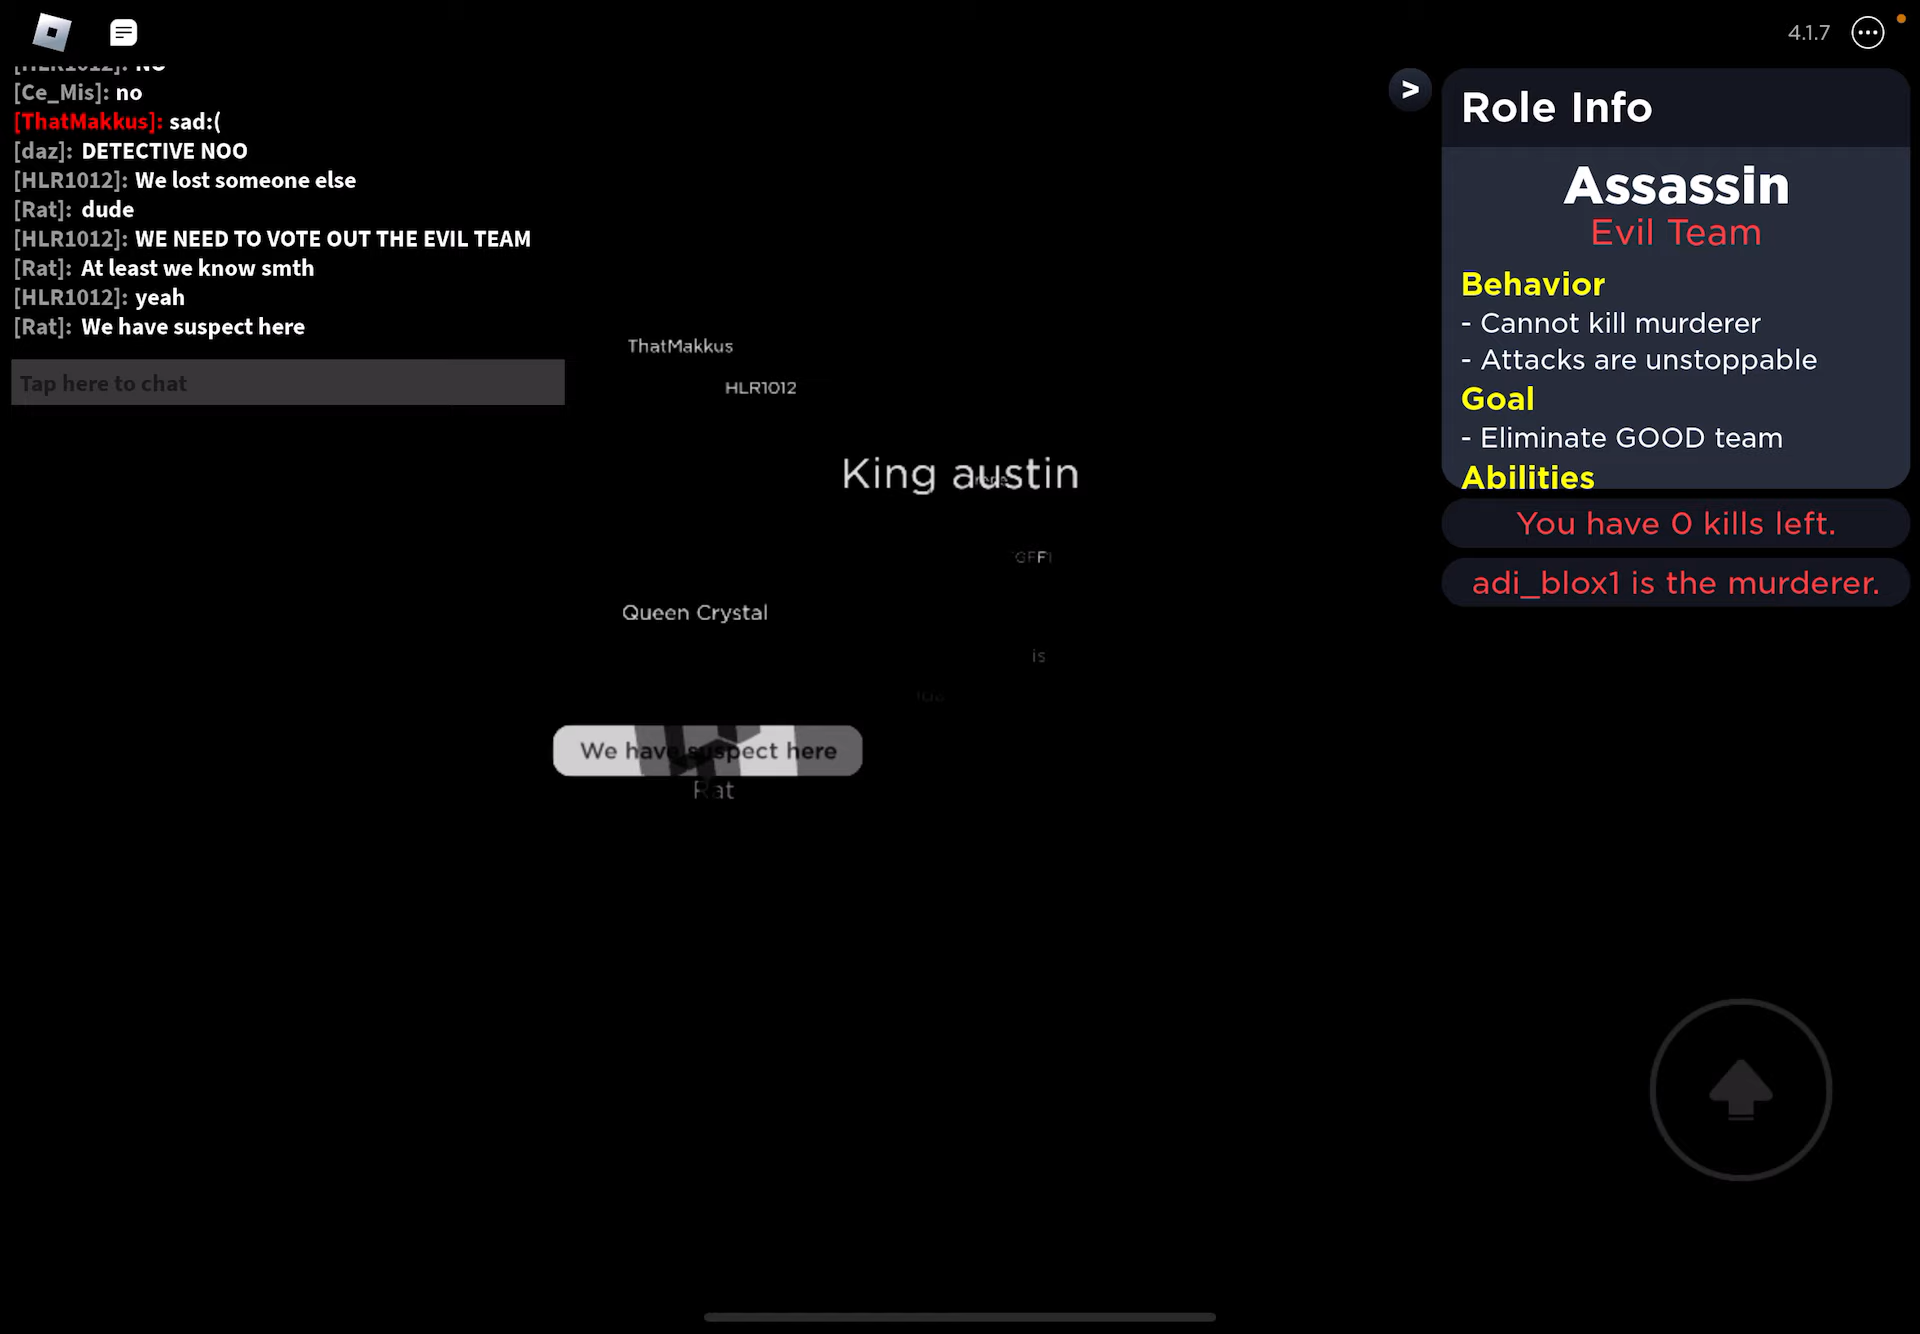 4.1.7
[HLR1012]: NO
[Ce_Mis]: no
[ThatMakkus]: sad:(
[daz]: DETECTIVE NOO
[HLR1012]: We lost someone else
[Rat]: dude
[HLR1012]: WE NEED TO VOTE OUT THE EVIL TEAM
[Rat]: At least we know smth
[HLR1012]: yeah
[Rat]: We have suspect here
Tap here to chat
ThatMakkus
HLR1012
King austin
Queen Crystal
is
We have suspect here
Rat
>
Role Info
Assassin
Evil Team
Behavior
- Cannot kill murderer
- Attacks are unstoppable
Goal
- Eliminate GOOD team
Abilities
You have 0 kills left.
adi_blox1 is the murderer.